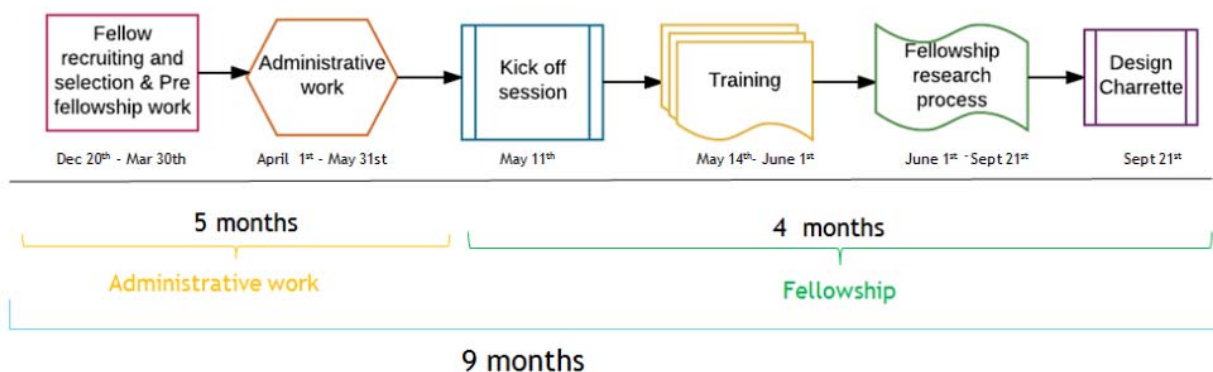 Fellow
recruiting and
selection & Pre
fellowship work
Administrative
work
Kick off
session
Training
Fellowship
research
process
Design
Charrette
Dec 20th - Mar 30th
April 1st - May 31st
May 11th
May 14th- June 1st
June 1st -Sept 21st
Sept 21st
5 months
4 months
Administrative work
Fellowship
9 months